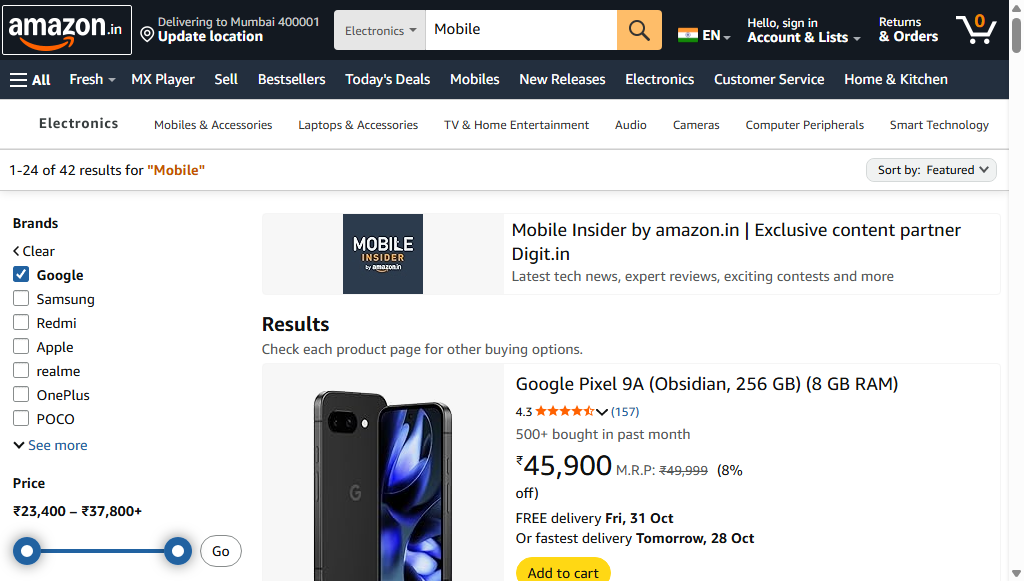 amazon.in
Delivering to Mumbai 400001
Update location
Electronics
Mobile
EN
Hello, sign in
Account & Lists
Returns
& Orders
0
All
Fresh
MX Player
Sell
Bestsellers
Today's Deals
Mobiles
New Releases
Electronics
Customer Service
Home & Kitchen
Electronics
Mobiles & Accessories
Laptops & Accessories
TV & Home Entertainment
Audio
Cameras
Computer Peripherals
Smart Technology
1-24 of 42 results for "Mobile"
Sort by: Featured
Brands
Clear
Google
Samsung
Redmi
Apple
realme
OnePlus
POCO
See more
Price
₹23,400 – ₹37,800+
Go
MOBILE
INSIDER
by amazon.in
Mobile Insider by amazon.in | Exclusive content partner
Digit.in
Latest tech news, expert reviews, exciting contests and more
Results
Check each product page for other buying options.
G
Google Pixel 9A (Obsidian, 256 GB) (8 GB RAM)
4.3 (157)
500+ bought in past month
₹45,900 M.R.P: ₹49,999 (8%
off)
FREE delivery Fri, 31 Oct
Or fastest delivery Tomorrow, 28 Oct
Add to cart